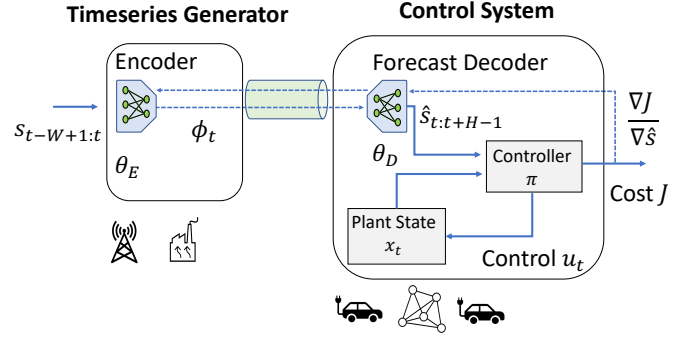 Timeseries Generator
Control System
Encoder
Forecast Decoder
s_{t−W+1:t}
ϕ_t
θ_E
ŝ_{t:t+H−1}
θ_D
∇J
∇ŝ
Controller
π
Cost J
Plant State
x_t
Control u_t